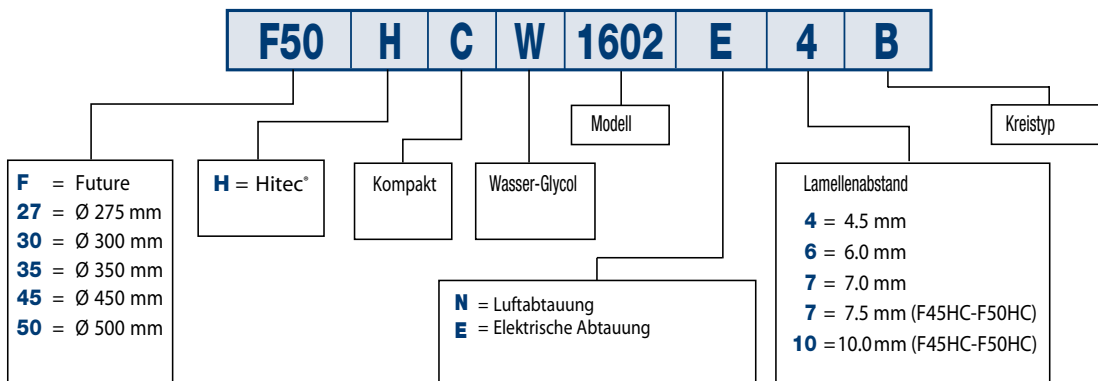 F50 H C W 1602 E 4 B
Modell
Kreistyp
F = Future
27 = Ø 275 mm
30 = Ø 300 mm
35 = Ø 350 mm
45 = Ø 450 mm
50 = Ø 500 mm
H = Hitec®
Kompakt
Wasser-Glycol
N = Luftabtauung
E = Elektrische Abtauung
Lamellenabstand
4 = 4.5 mm
6 = 6.0 mm
7 = 7.0 mm
7 = 7.5 mm (F45HC-F50HC)
10 = 10.0 mm (F45HC-F50HC)